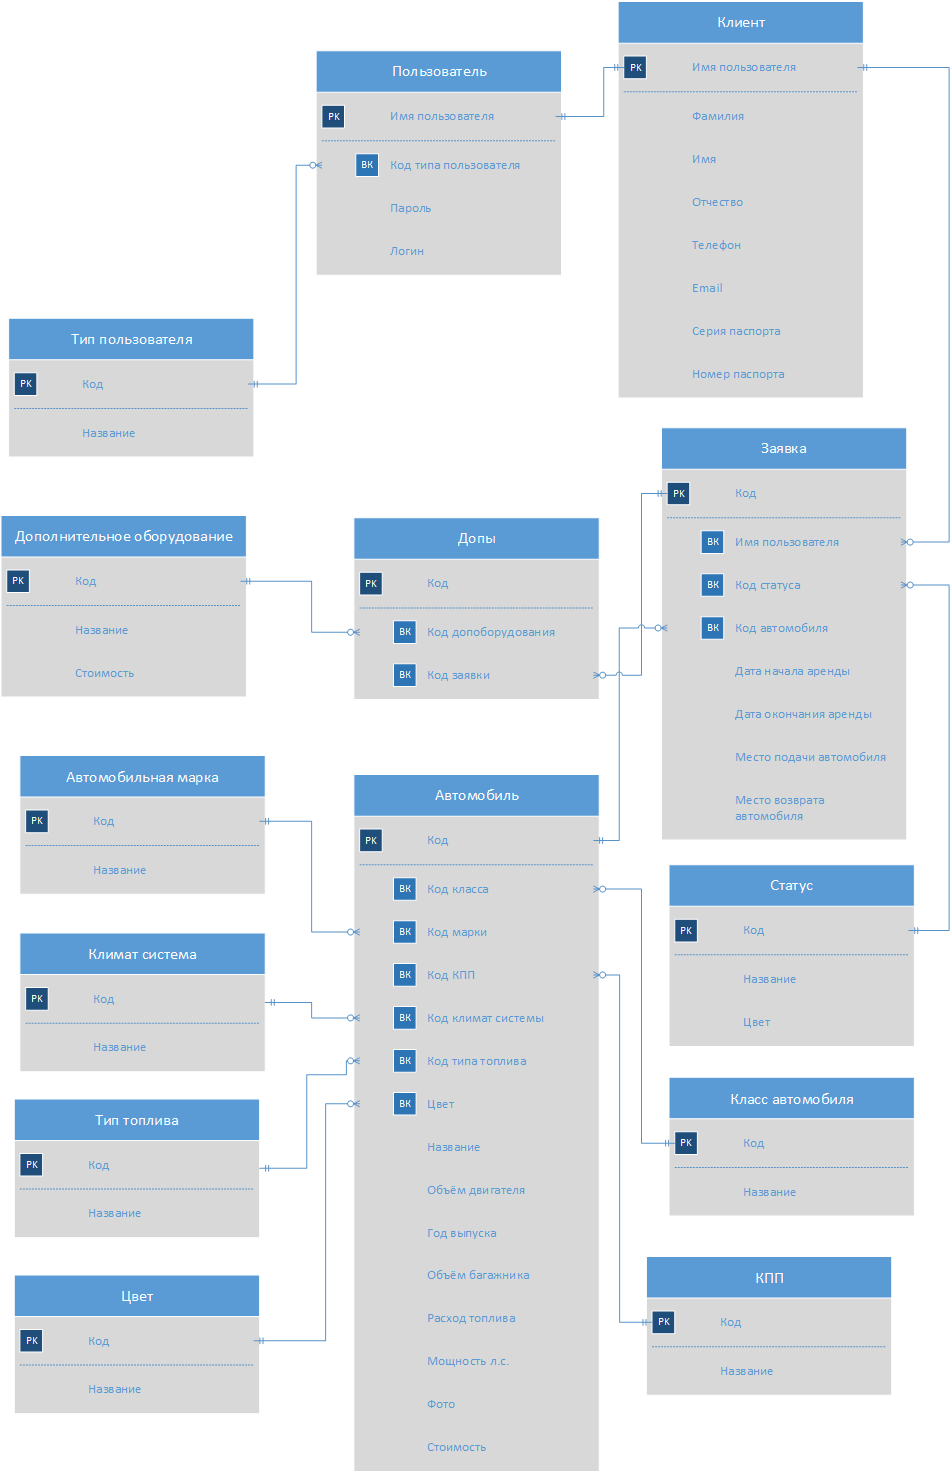 Клиент
PK Имя пользователя
Фамилия
Имя
Отчество
Телефон
Email
Серия паспорта
Номер паспорта
Пользователь
PK Имя пользователя
ВК Код типа пользователя
Пароль
Логин
Тип пользователя
PK Код
Название
Заявка
PK Код
ВК Имя пользователя
ВК Код статуса
ВК Код автомобиля
Дата начала аренды
Дата окончания аренды
Место подачи автомобиля
Место возврата
автомобиля
Дополнительное оборудование
PK Код
Название
Стоимость
Допы
PK Код
ВК Код допоборудования
ВК Код заявки
Автомобильная марка
PK Код
Название
Автомобиль
PK Код
ВК Код класса
ВК Код марки
ВК Код КПП
ВК Код климат системы
ВК Код типа топлива
ВК Цвет
Название
Объём двигателя
Год выпуска
Объём багажника
Расход топлива
Мощность л.с.
Фото
Стоимость
Статус
PK Код
Название
Цвет
Климат система
PK Код
Название
Класс автомобиля
PK Код
Название
Тип топлива
PK Код
Название
КПП
PK Код
Название
Цвет
PK Код
Название